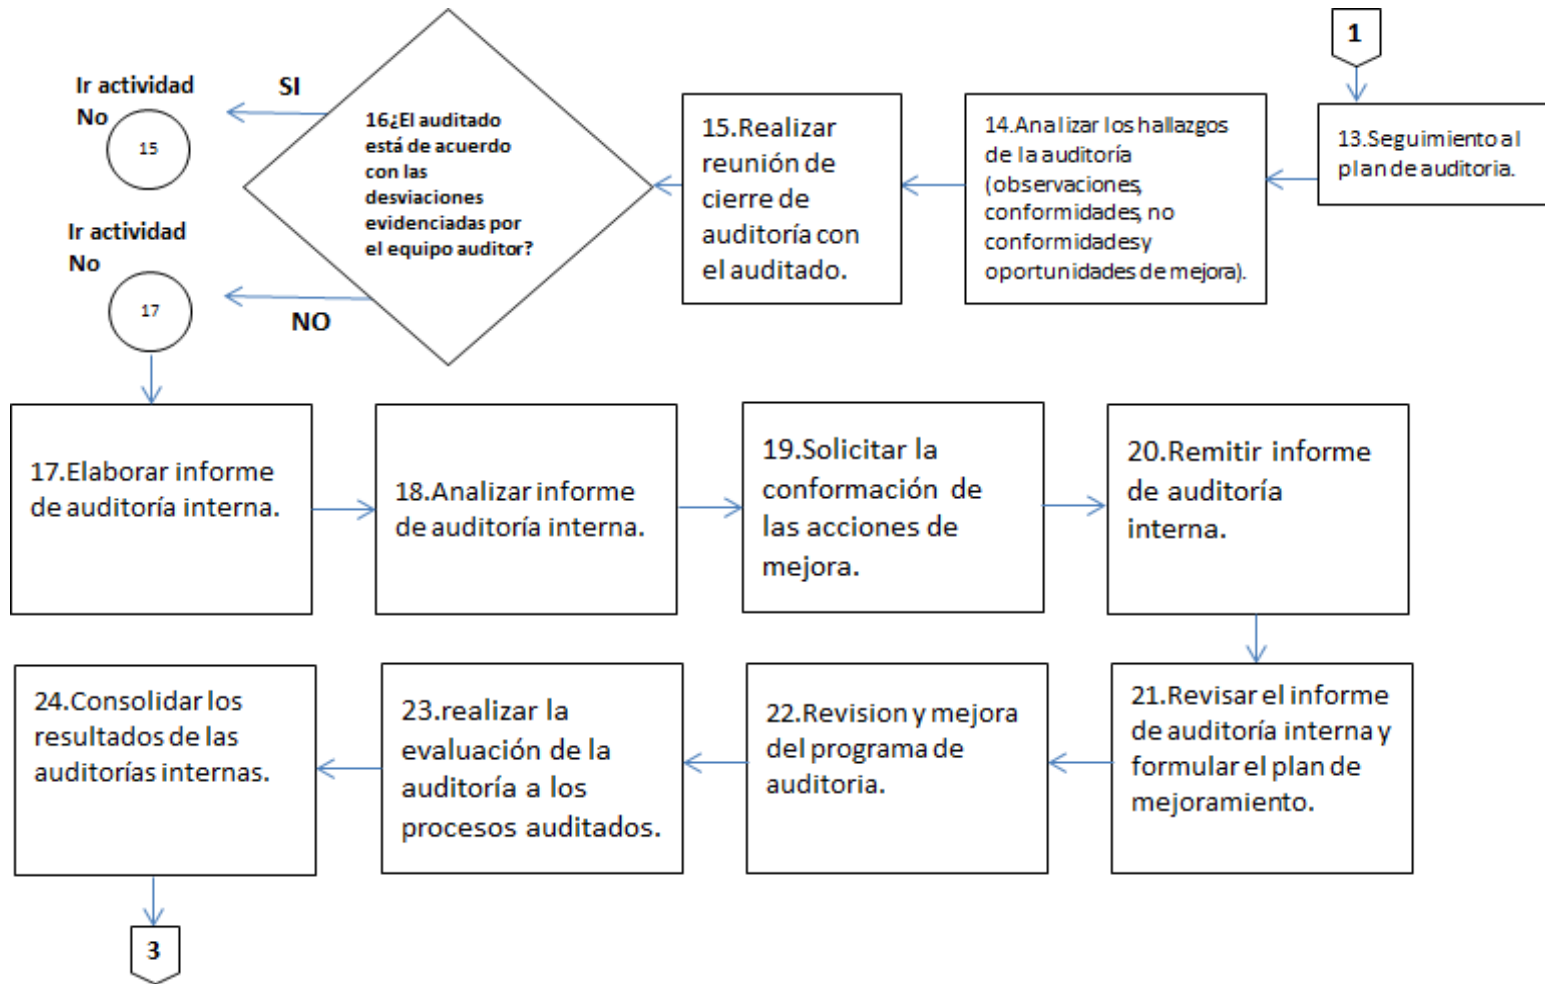 1
13.Seguimiento al
plan de auditoria.
14.Analizar los hallazgos
de la auditoría
(observaciones,
conformidades, no
conformidades y
oportunidades de mejora).
15.Realizar
reunión de
cierre de
auditoría con
el auditado.
16¿El auditado
está de acuerdo
con las
desviaciones
evidenciadas por
el equipo auditor?
SI
Ir actividad
No
15
NO
Ir actividad
No
17
17.Elaborar informe
de auditoría interna.
18.Analizar informe
de auditoría interna.
19.Solicitar la
conformación de
las acciones de
mejora.
20.Remitir informe
de auditoría
interna.
21.Revisar el informe
de auditoría interna y
formular el plan de
mejoramiento.
22.Revision y mejora
del programa de
auditoria.
23.realizar la
evaluación de la
auditoría a los
procesos auditados.
24.Consolidar los
resultados de las
auditorías internas.
3